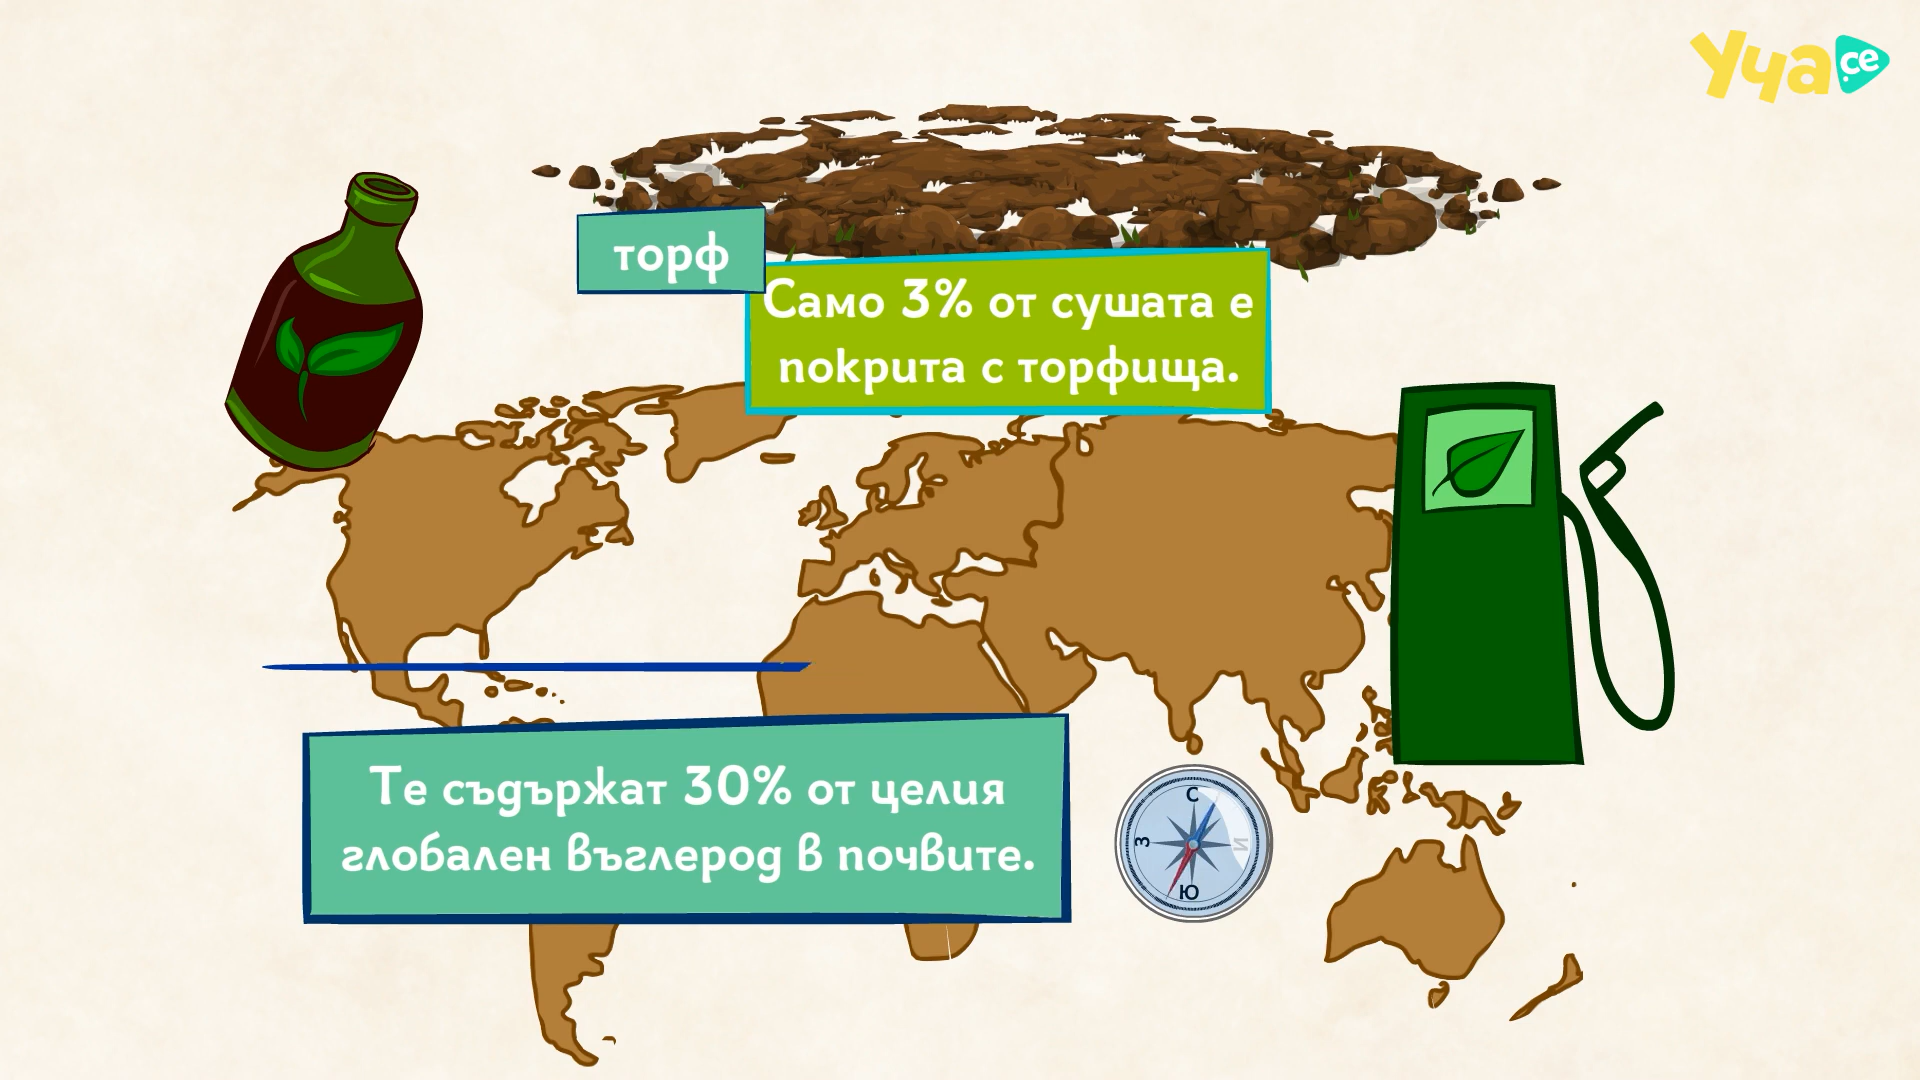 Уча.се
торф
Само 3% от сушата е
покрита с торфища.
Те съдържат 30% от целия
глобален въглерод в почвите.
С
З
И
Ю